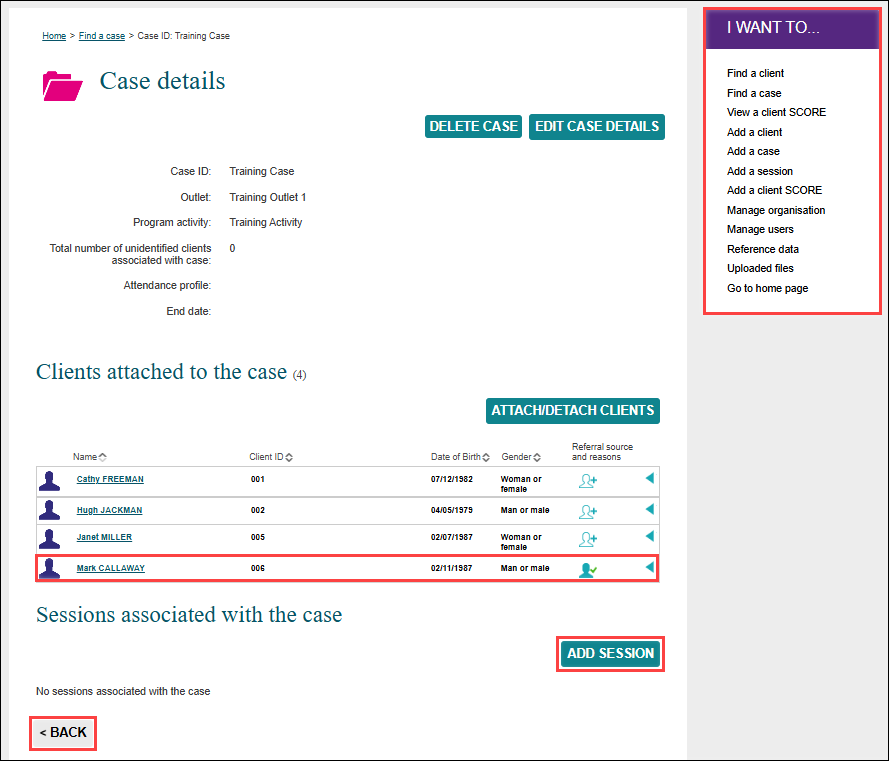 Home > Find a case > Case ID: Training Case
Case details
DELETE CASE EDIT CASE DETAILS
Case ID: Training Case
Outlet: Training Outlet 1
Program activity: Training Activity
Total number of unidentified clients 0
associated with case:
Attendance profile:
End date:
Clients attached to the case (4)
ATTACH/DETACH CLIENTS
Referral source
Name Client ID Date of Birth Gender and reasons
Cathy FREEMAN 001 07/12/1982 Woman or
female
Hugh JACKMAN 002 04/05/1979 Man or male
Janet MILLER 005 02/07/1987 Woman or
female
Mark CALLAWAY 006 02/11/1987 Man or male
Sessions associated with the case
ADD SESSION
No sessions associated with the case
< BACK
I WANT TO...
Find a client
Find a case
View a client SCORE
Add a client
Add a case
Add a session
Add a client SCORE
Manage organisation
Manage users
Reference data
Uploaded files
Go to home page